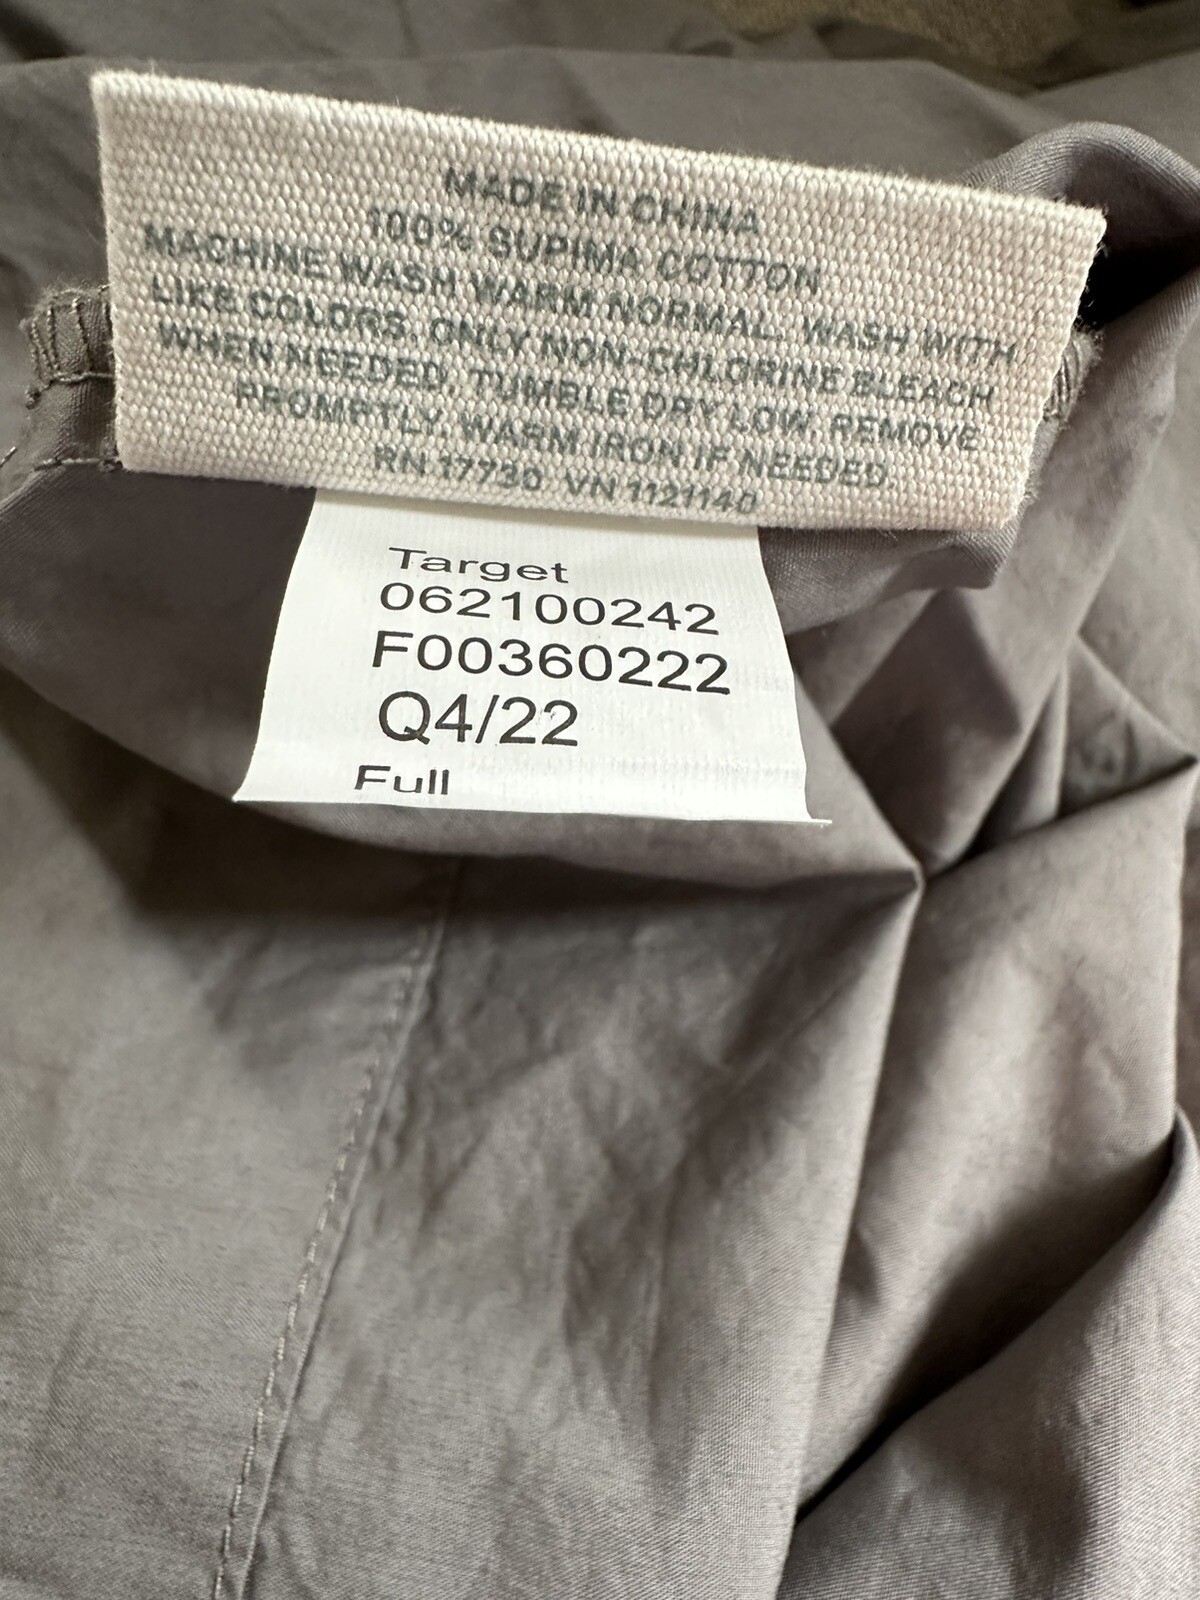 MADE IN CHINA
100% SUPIMA COTTON
MACHINE WASH WARM NORMAL. WASH WITH
LIKE COLORS. ONLY NON-CHLORINE BLEACH
WHEN NEEDED. TUMBLE DRY LOW. REMOVE
PROMPTLY. WARM IRON IF NEEDED
RN 17730 VN 1121140
Target
062100242
F00360222
Q4/22
Full